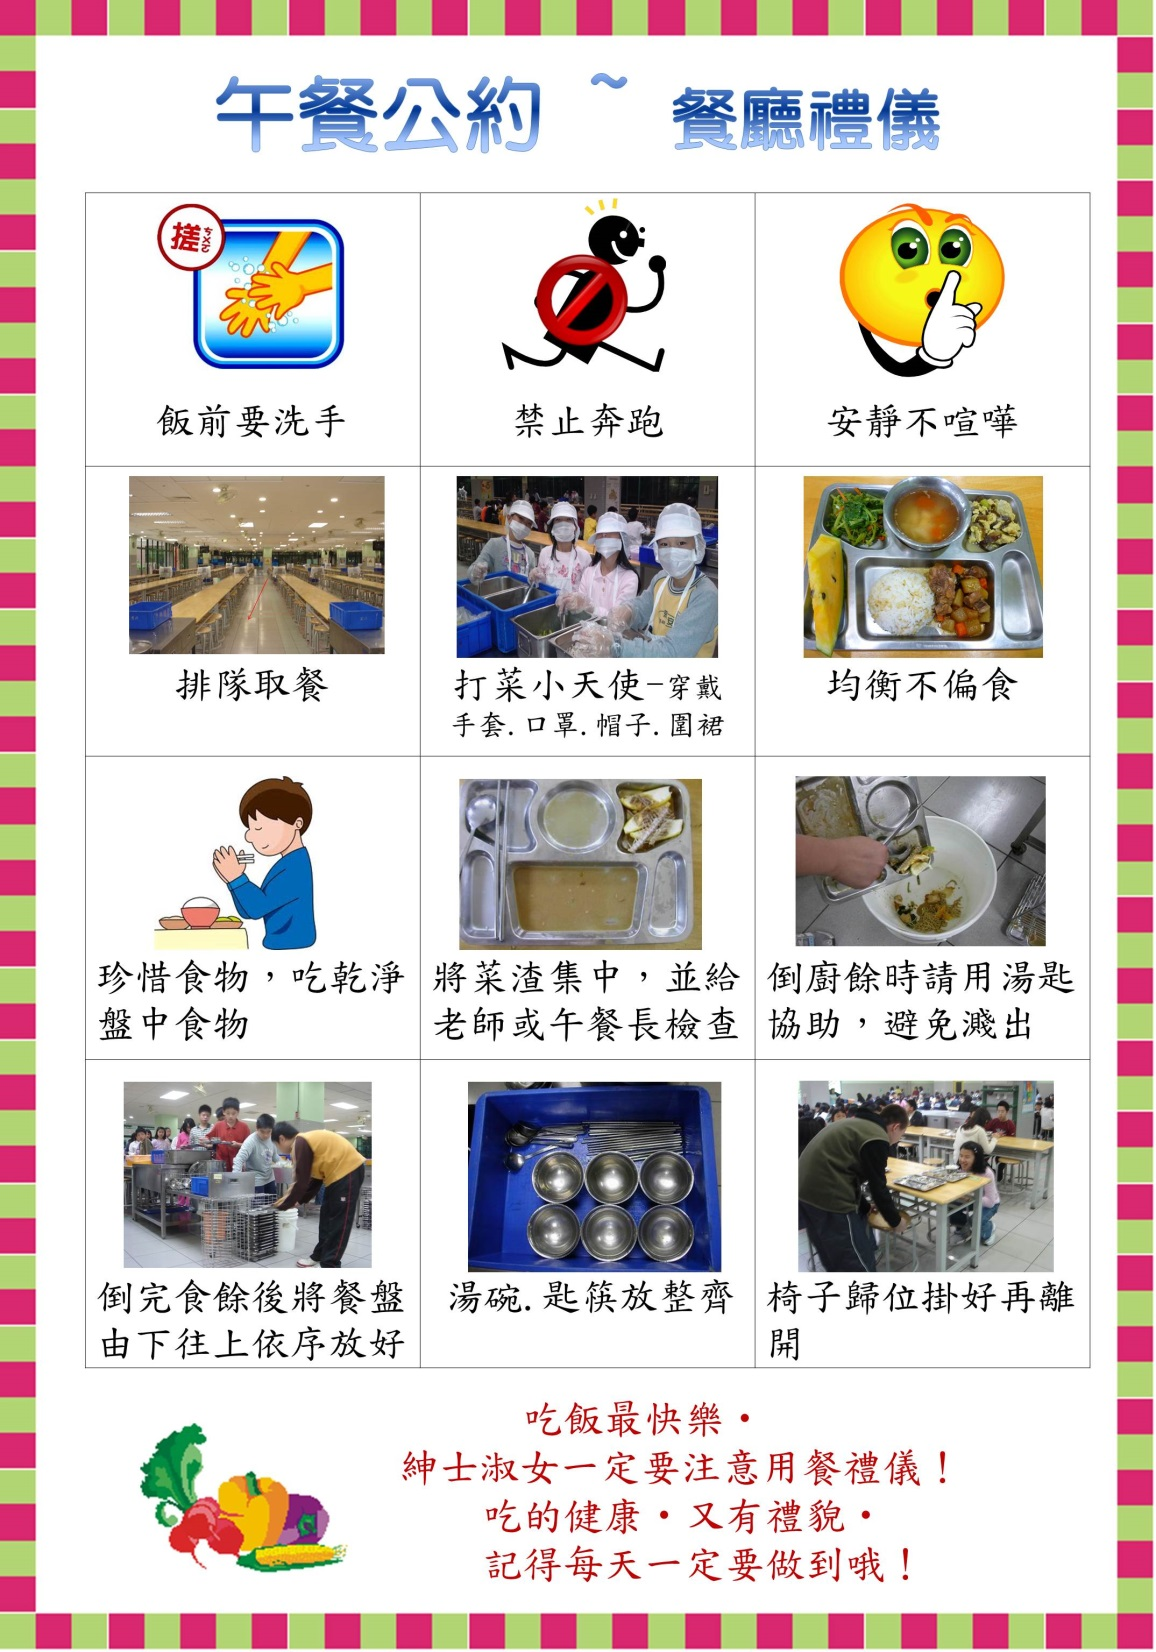 午餐公約 ~ 餐廳禮儀
搓ㄘㄨㄛ
飯前要洗手
禁止奔跑
安靜不喧嘩
排隊取餐
打菜小天使-穿戴
手套.口罩.帽子.圍裙
均衡不偏食
珍惜食物，吃乾淨
盤中食物
將菜渣集中，並給
老師或午餐長檢查
倒廚餘時請用湯匙
協助，避免濺出
倒完食餘後將餐盤
由下往上依序放好
湯碗.匙筷放整齊
椅子歸位掛好再離
開
吃飯最快樂‧
紳士淑女一定要注意用餐禮儀！
吃的健康‧又有禮貌‧
記得每天一定要做到哦！